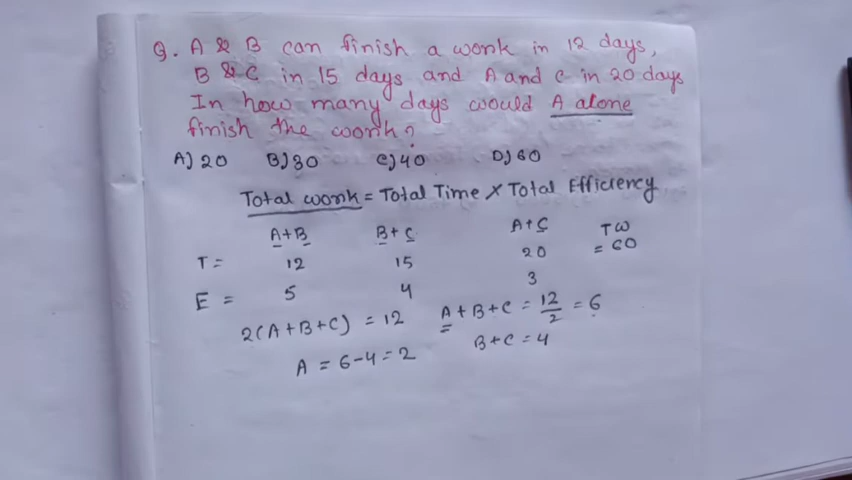 Q. A & B can finish a work in 12 days,
B & C in 15 days and A and C in 20 days
In how many days would A alone
finish the work?
A) 20 B) 30 C) 40 D) 60
Total work = Total Time × Total Efficiency
A+B B+C A+C TW
T = 12 15 20 = 60
E = 5 4 3
2(A+B+C) = 12 A+B+C = 12/2 = 6
A = 6-4 = 2 B+C = 4